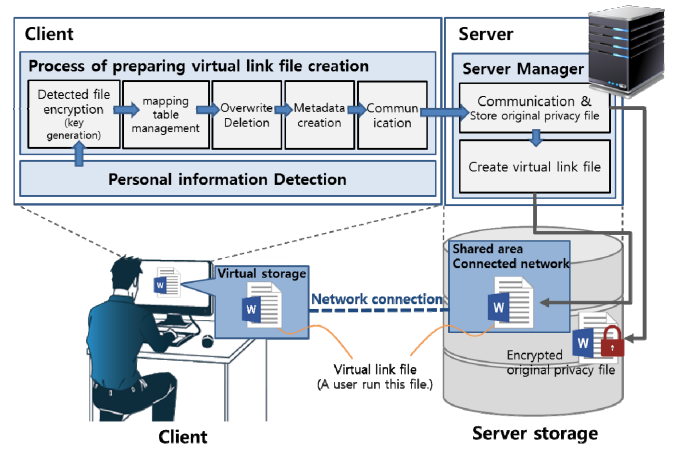 Client
Process of preparing virtual link file creation
Detected file
encryption
(key
generation)
mapping
table
management
Overwrite
Deletion
Metadata
creation
Commun
ication
Personal information Detection
Server
Server Manager
Communication &
Store original privacy file
Create virtual link file
W
Virtual storage
W
Network connection
Shared area
Connected network
W
W
Encrypted
original privacy file
Virtual link file
(A user run this file.)
Client
Server storage